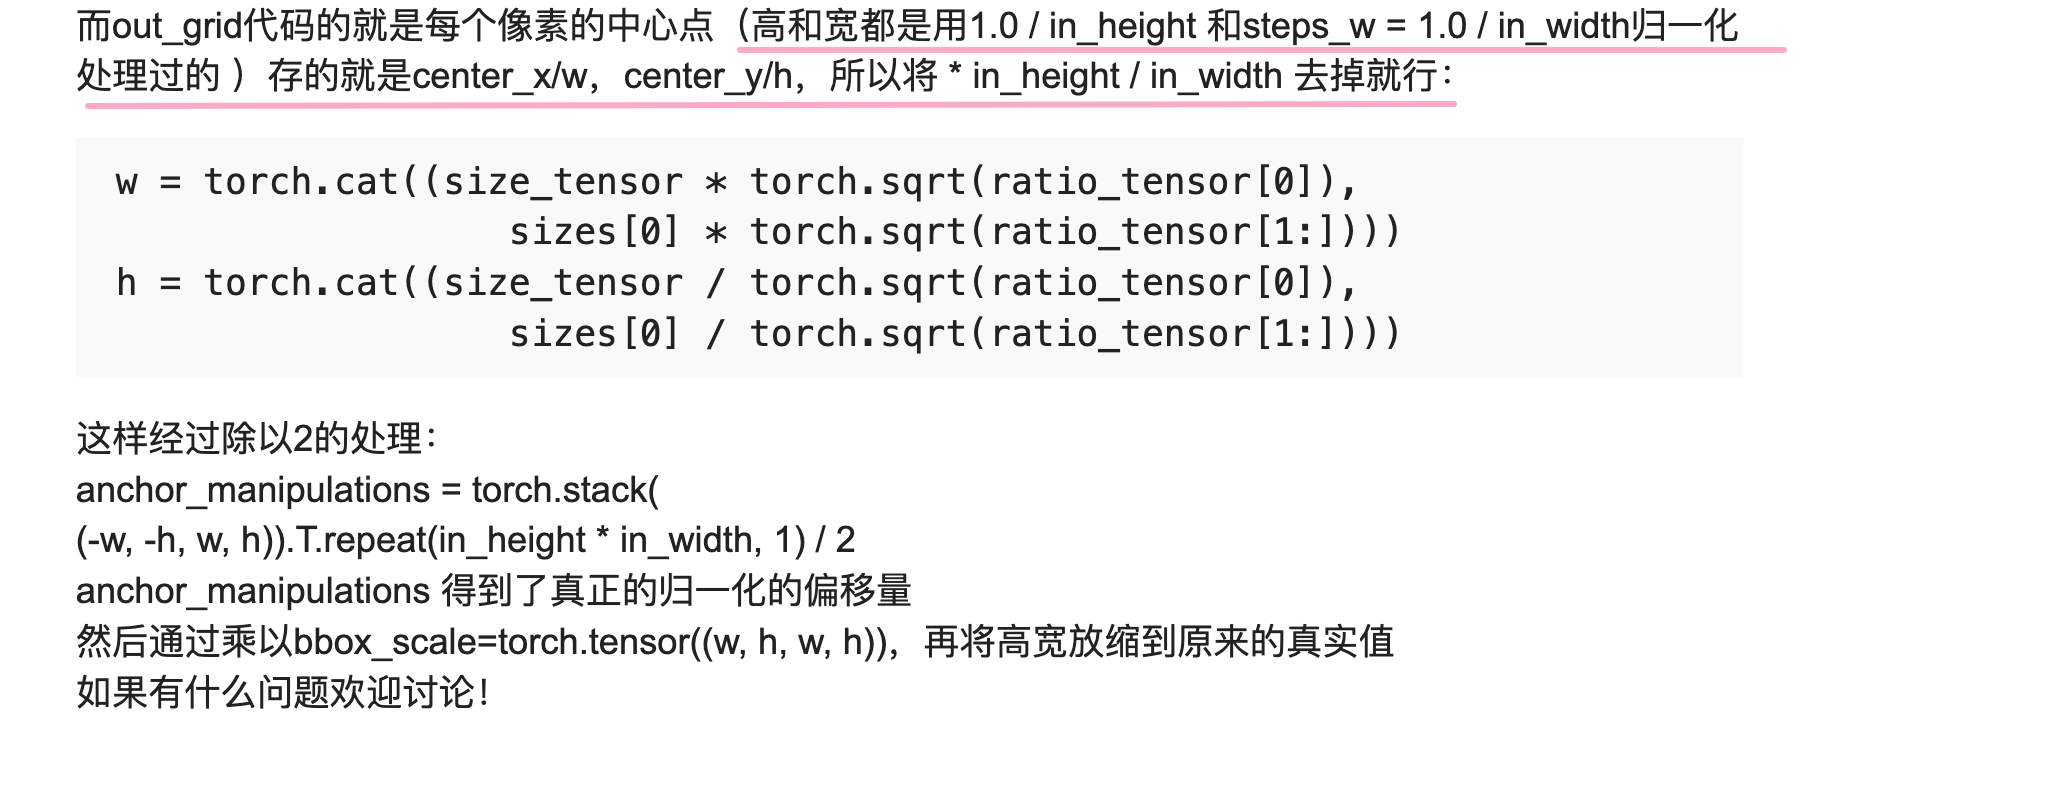 而out_grid代码的就是每个像素的中心点（高和宽都是用1.0 / in_height 和steps_w = 1.0 / in_width归一化
处理过的 ）存的就是center_x/w，center_y/h，所以将 * in_height / in_width 去掉就行：
w = torch.cat((size_tensor * torch.sqrt(ratio_tensor[0]),
sizes[0] * torch.sqrt(ratio_tensor[1:])))
h = torch.cat((size_tensor / torch.sqrt(ratio_tensor[0]),
sizes[0] / torch.sqrt(ratio_tensor[1:])))
这样经过除以2的处理：
anchor_manipulations = torch.stack(
(-w, -h, w, h)).T.repeat(in_height * in_width, 1) / 2
anchor_manipulations 得到了真正的归一化的偏移量
然后通过乘以bbox_scale=torch.tensor((w, h, w, h))，再将高宽放缩到原来的真实值
如果有什么问题欢迎讨论！